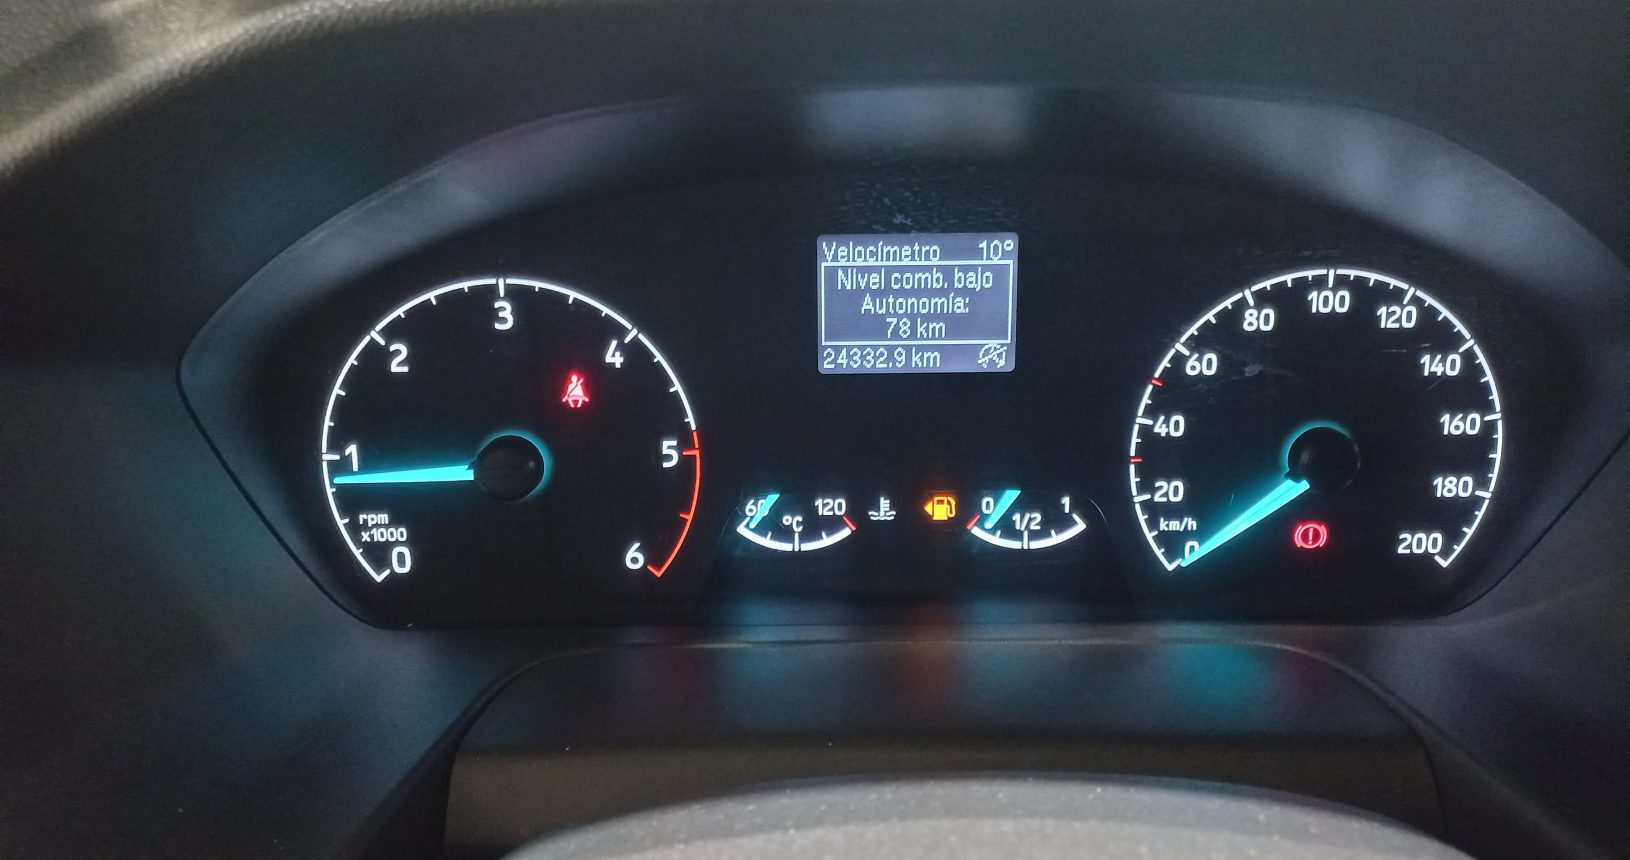 Velocímetro 10°
Nivel comb. bajo
Autonomía:
78 km
24332.9 km
0
1
2
3
4
5
6
rpm
x1000
60
120
°C
0
1/2
1
0
20
40
60
80
100
120
140
160
180
200
km/h